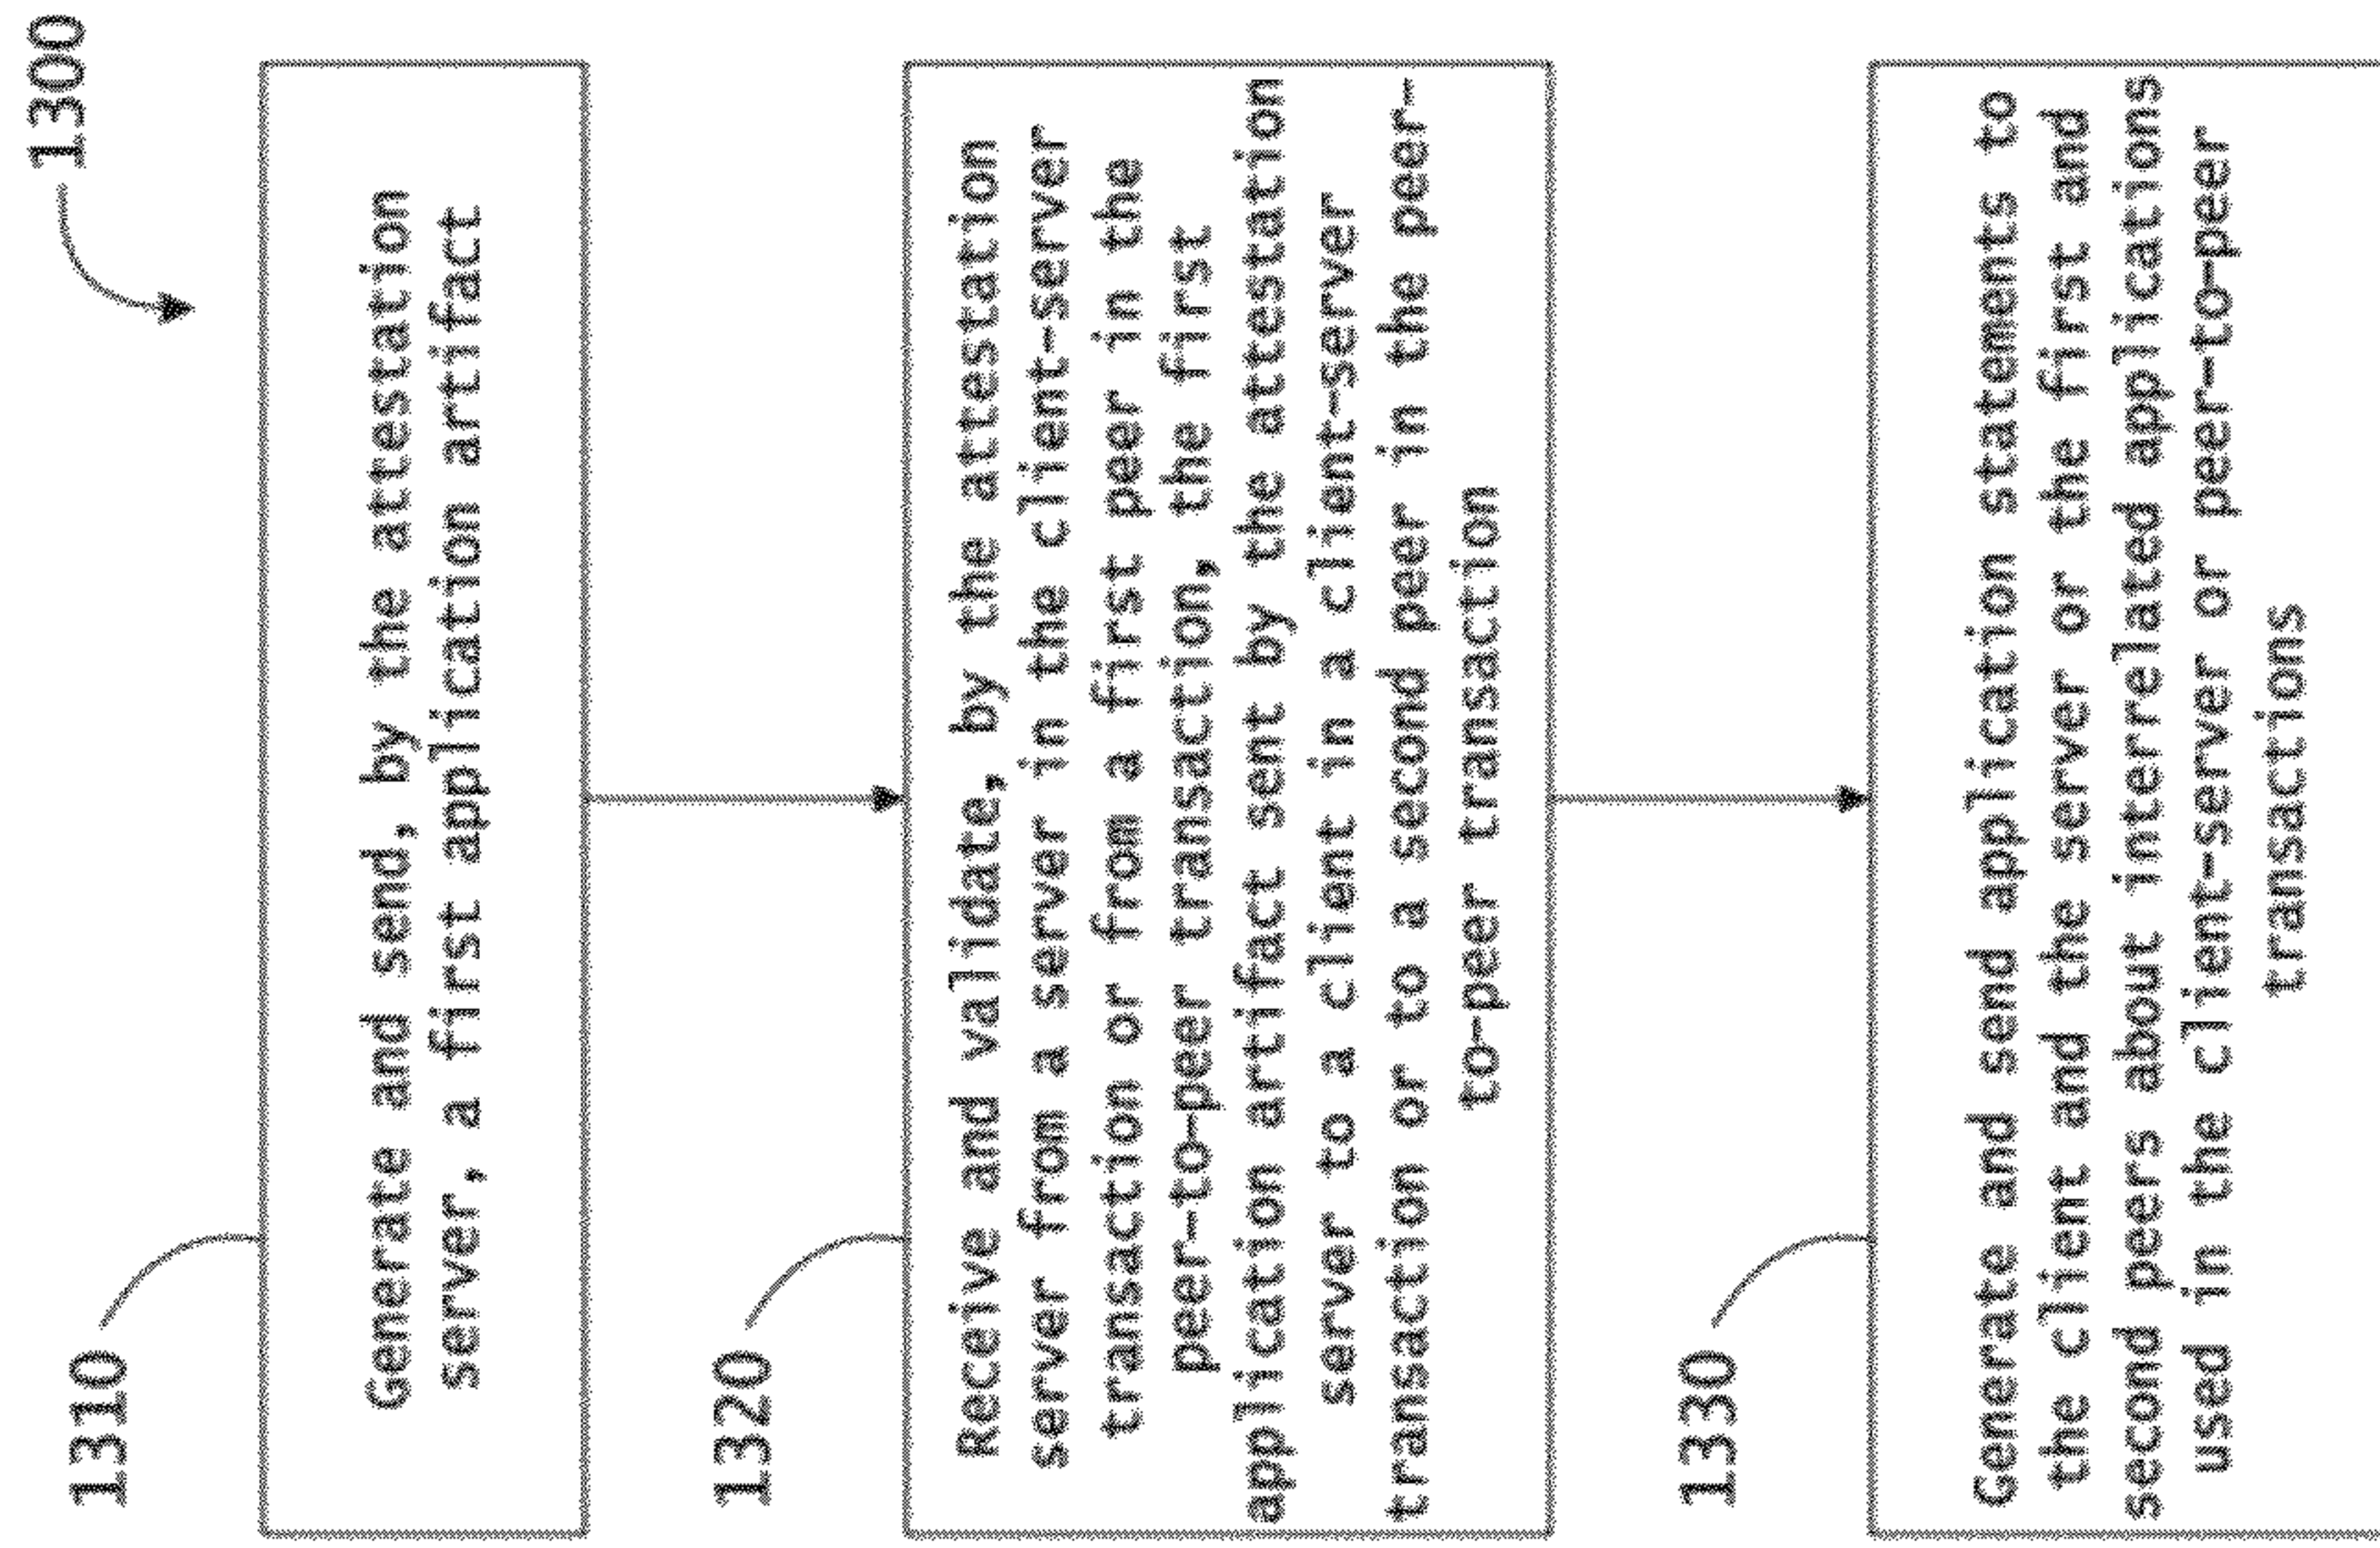 1300
1310
Generate and send, by the attestation
server, a first application artifact
1320
Receive and validate, by the attestation
server from a server in the client-server
transaction or from a first peer in the
peer-to-peer transaction, the first
application artifact sent by the attestation
server to a client in a client-server
transaction or to a second peer in the peer-
to-peer transaction
1330
Generate and send application statements to
the client and the server or the first and
second peers about interrelated applications
used in the client-server or peer-to-peer
transactions